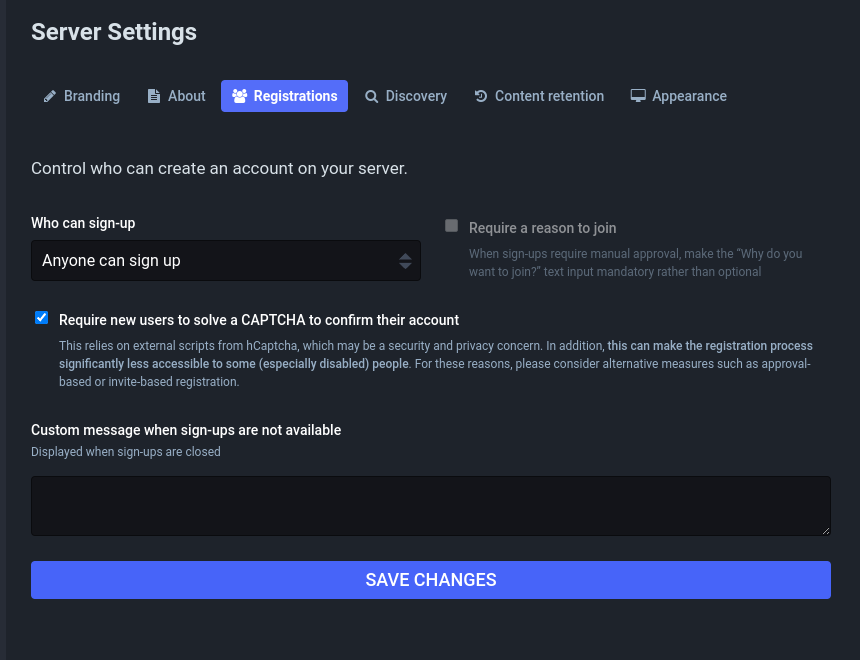 Server Settings
Branding About Registrations Discovery Content retention Appearance
Control who can create an account on your server.
Who can sign-up
Anyone can sign up
Require a reason to join
When sign-ups require manual approval, make the “Why do you
want to join?” text input mandatory rather than optional
Require new users to solve a CAPTCHA to confirm their account
This relies on external scripts from hCaptcha, which may be a security and privacy concern. In addition, this can make the registration process
significantly less accessible to some (especially disabled) people. For these reasons, please consider alternative measures such as approval-
based or invite-based registration.
Custom message when sign-ups are not available
Displayed when sign-ups are closed
SAVE CHANGES